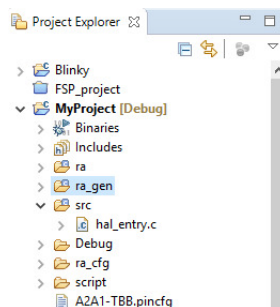 Project Explorer
Blinky
FSP_project
MyProject [Debug]
Binaries
Includes
ra
ra_gen
src
hal_entry.c
Debug
ra_cfg
script
A2A1-TBB.pincfg